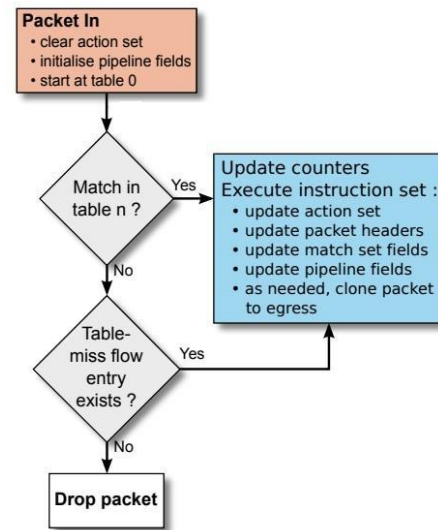 Packet In
• clear action set
• initialise pipeline fields
• start at table 0
Match in
table n ?
Yes
No
Update counters
Execute instruction set :
• update action set
• update packet headers
• update match set fields
• update pipeline fields
• as needed, clone packet
to egress
Table-
miss flow
entry
exists ?
Yes
No
Drop packet